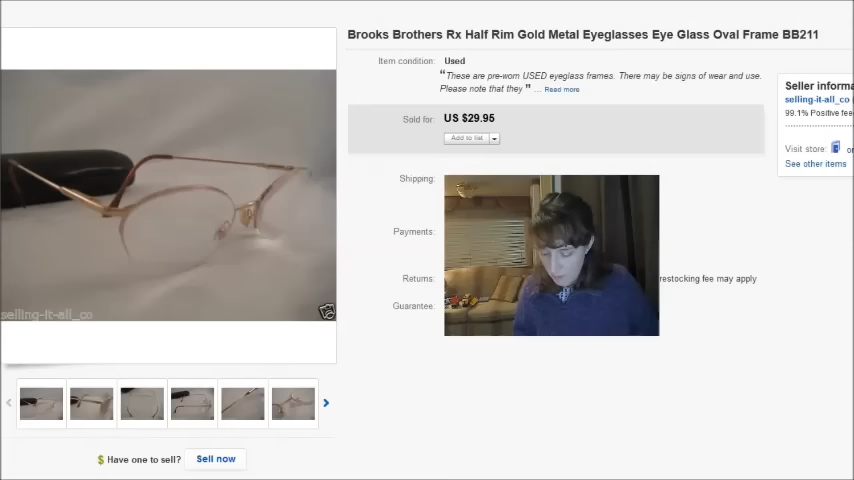 Brooks Brothers Rx Half Rim Gold Metal Eyeglasses Eye Glass Oval Frame BB211
Item condition: Used
“These are pre-worn USED eyeglass frames. There may be signs of wear and use.
Please note that they ” ... Read more
Sold for: US $29.95
Add to list
Shipping:
Payments:
Returns: restocking fee may apply
Guarantee:
Seller informa
selling-it-all_co
99.1% Positive fee
Visit store: or
See other items
selling-it-all_co
$ Have one to sell? Sell now